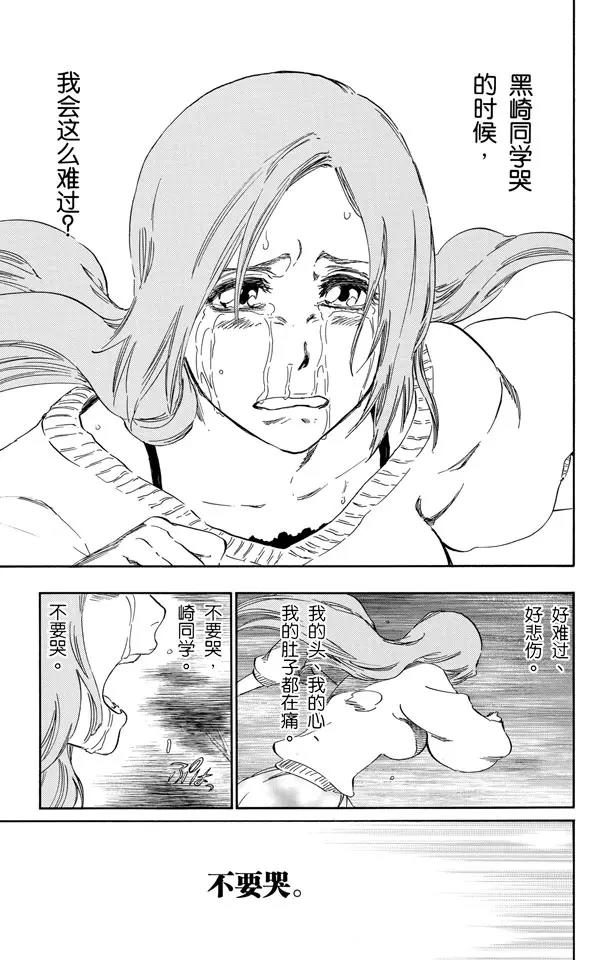 黑崎同学哭
的时候，
我会这么难过？
好难过、
好悲伤。
我的头、我的心、
我的肚子都在痛。
不要哭，
崎同学。
不要哭。
不要哭。